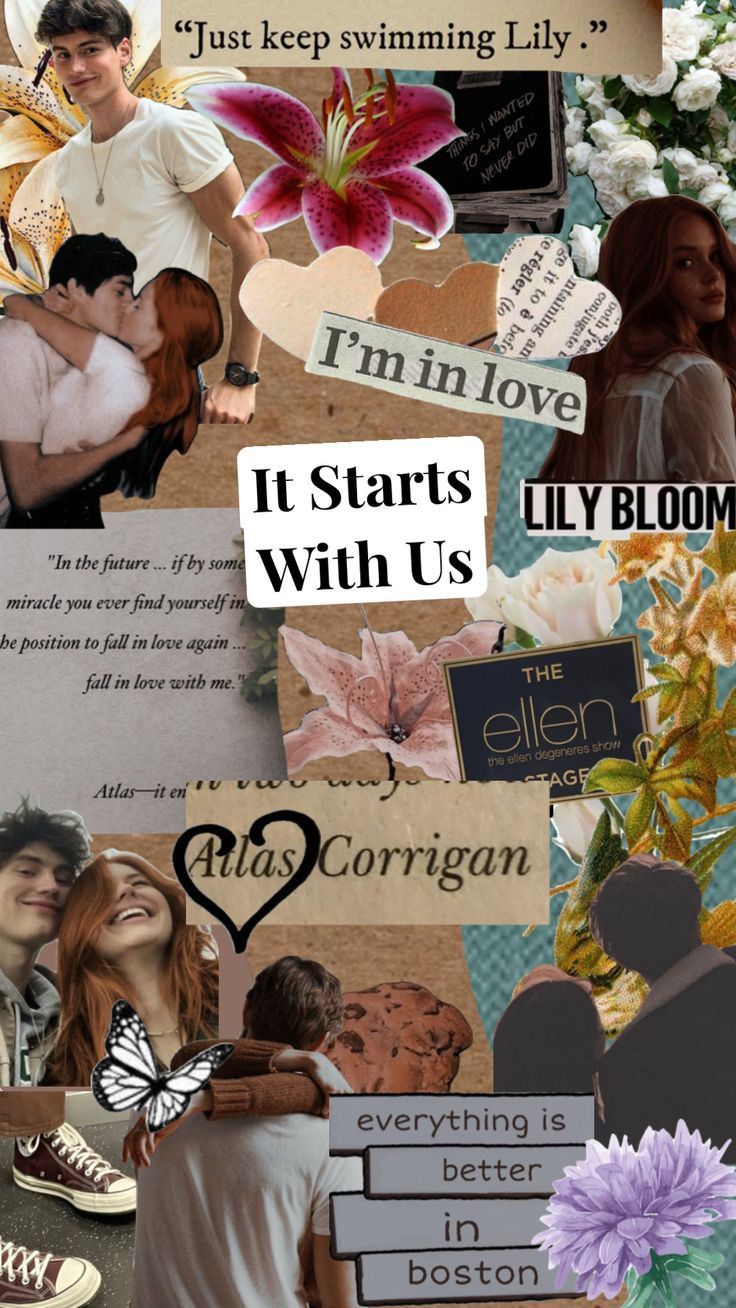 “Just keep swimming Lily .”
THINGS I WANTED
TO SAY BUT
NEVER DID
I’m in love
It Starts
With Us
LILY BLOOM
"In the future ... if by some
miracle you ever find yourself in
he position to fall in love again ...
fall in love with me."
Atlas—it en
THE
ellen
the ellen degeneres show
STAGE
Atlas Corrigan
everything is
better
in
boston